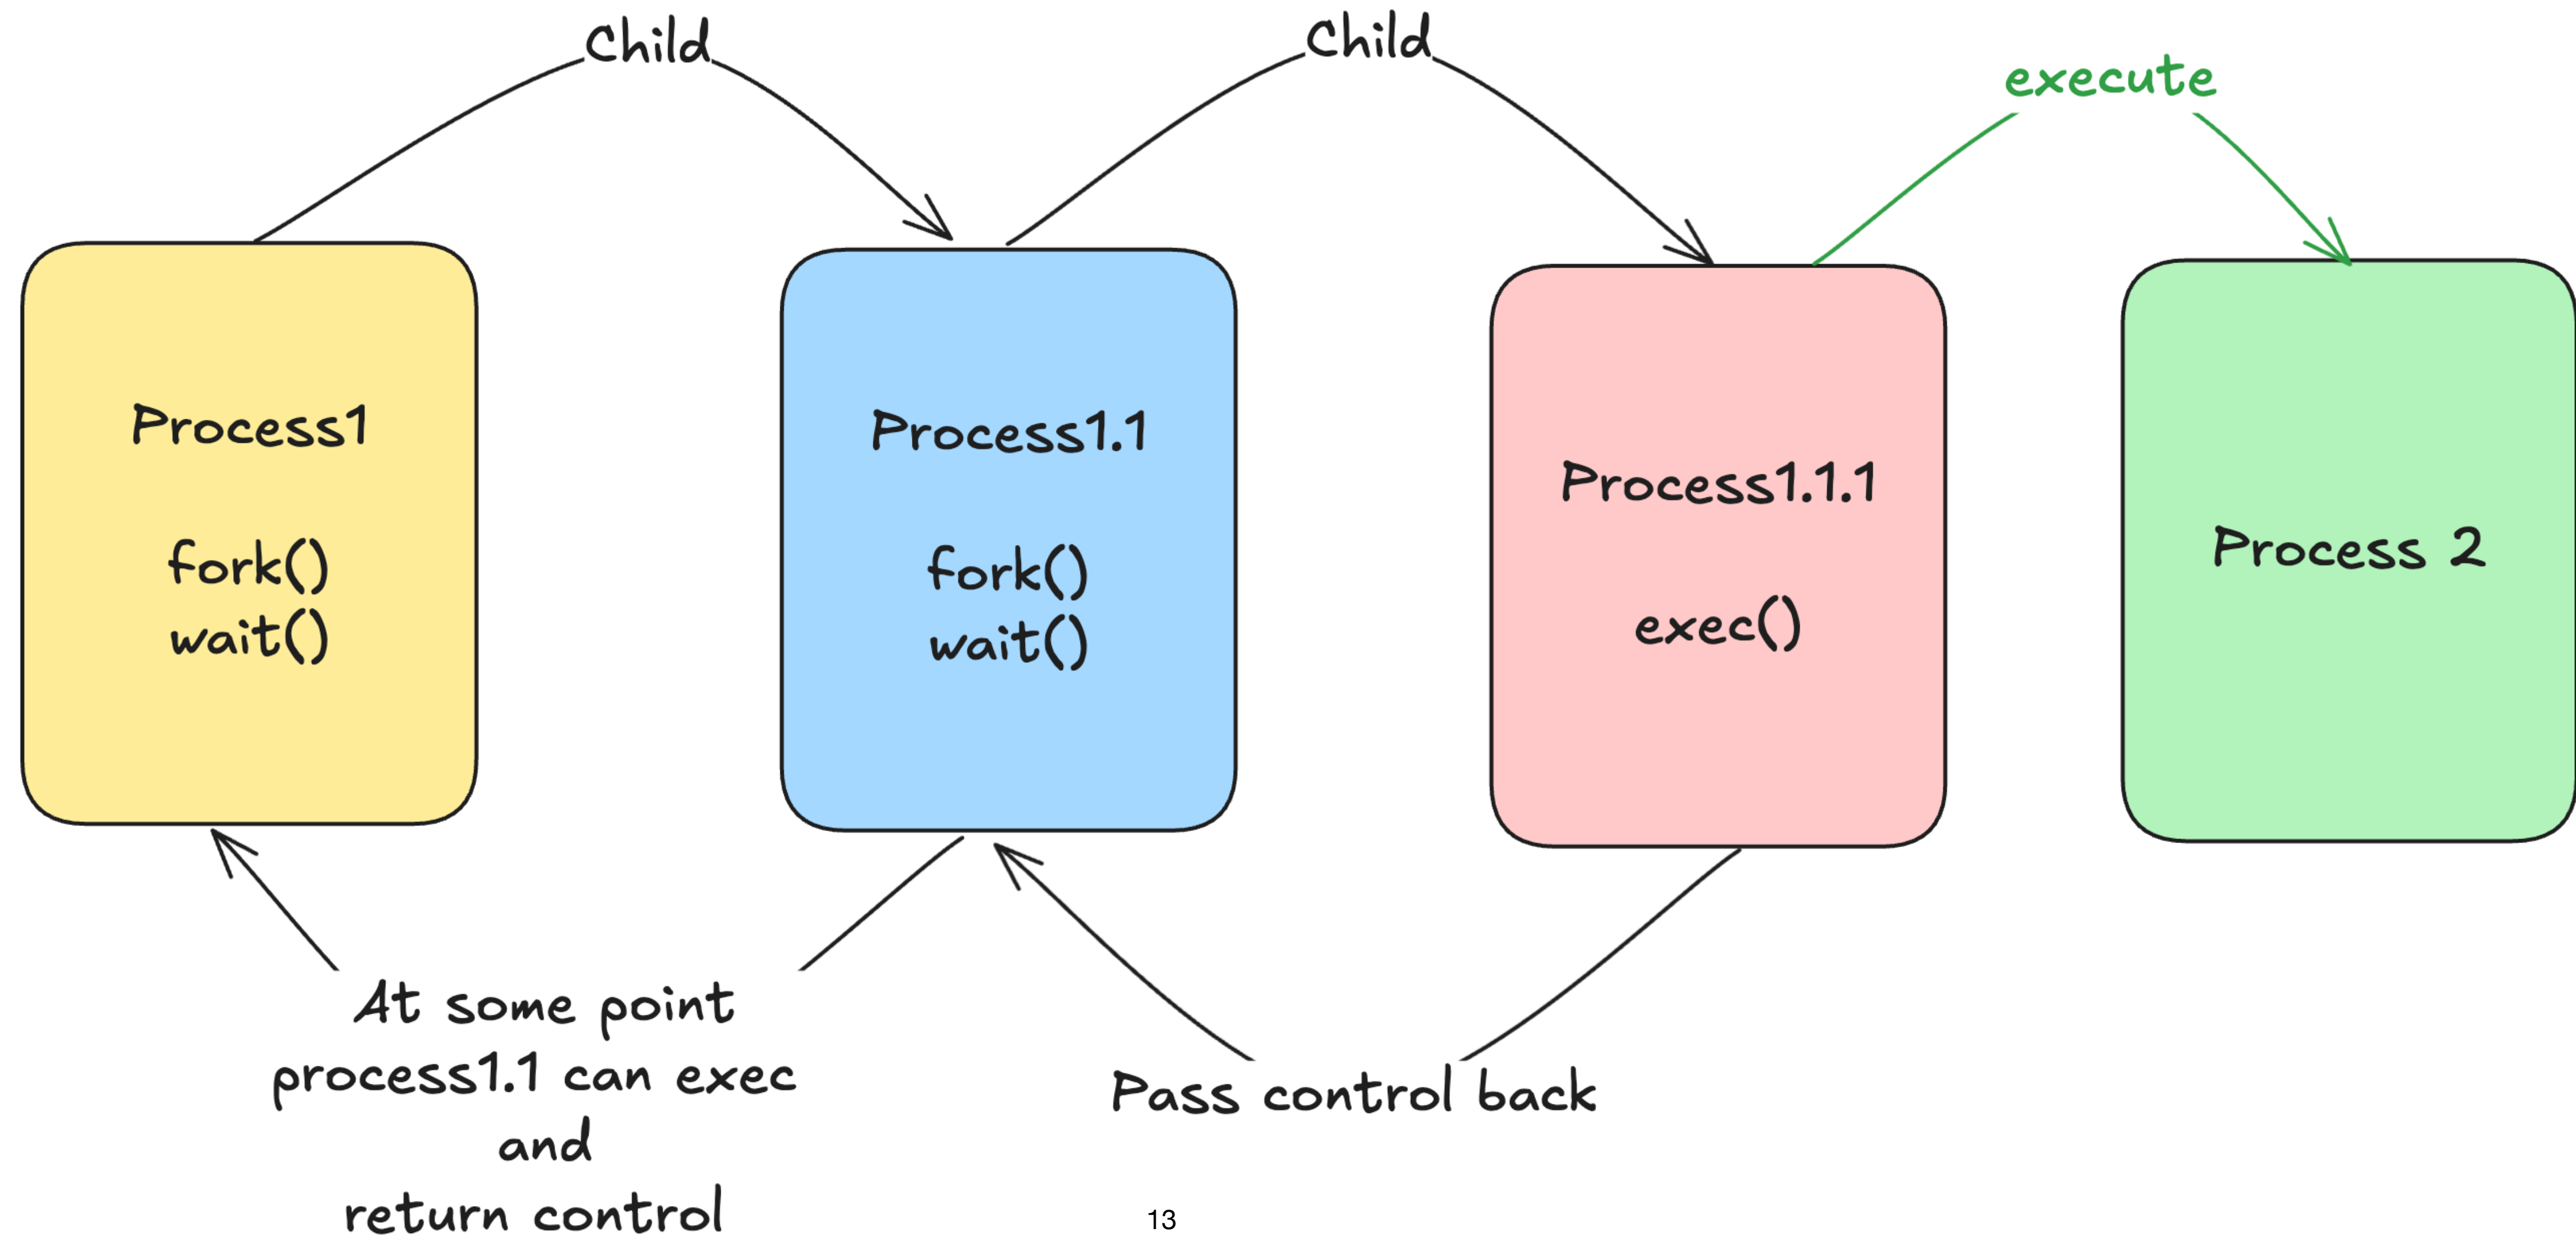 Child
Child
execute
Process1
fork()
wait()
Process1.1
fork()
wait()
Process1.1.1
exec()
Process 2
At some point
process1.1 can exec
and
return control
Pass control back
13